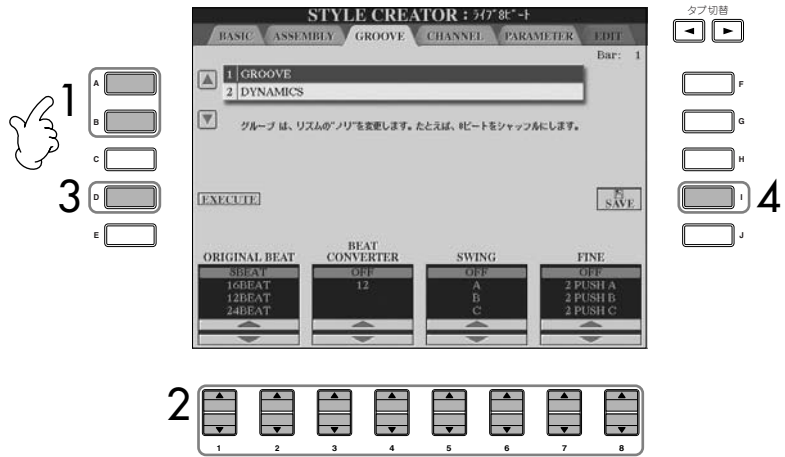 STYLE CREATOR : ライブ8ビート
タブ切替
BASIC ASSEMBLY GROOVE CHANNEL PARAMETER EDIT
Bar: 1
1 GROOVE
2 DYNAMICS
グルーブ は、リズムの"ノリ"を変更します。たとえば、8ビートをシャッフルにします。
A
B
C
D
E
F
G
H
I
J
1
3
4
EXECUTE
SAVE
ORIGINAL BEAT
8BEAT
16BEAT
12BEAT
24BEAT
BEAT CONVERTER
OFF
12
SWING
OFF
A
B
C
FINE
OFF
2 PUSH A
2 PUSH B
2 PUSH C
2
1 2 3 4 5 6 7 8